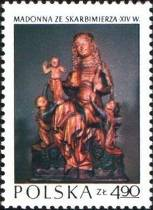 MADONNA ZE SKARBIMIERZA XIV W.
POLSKA ZŁ 4,90